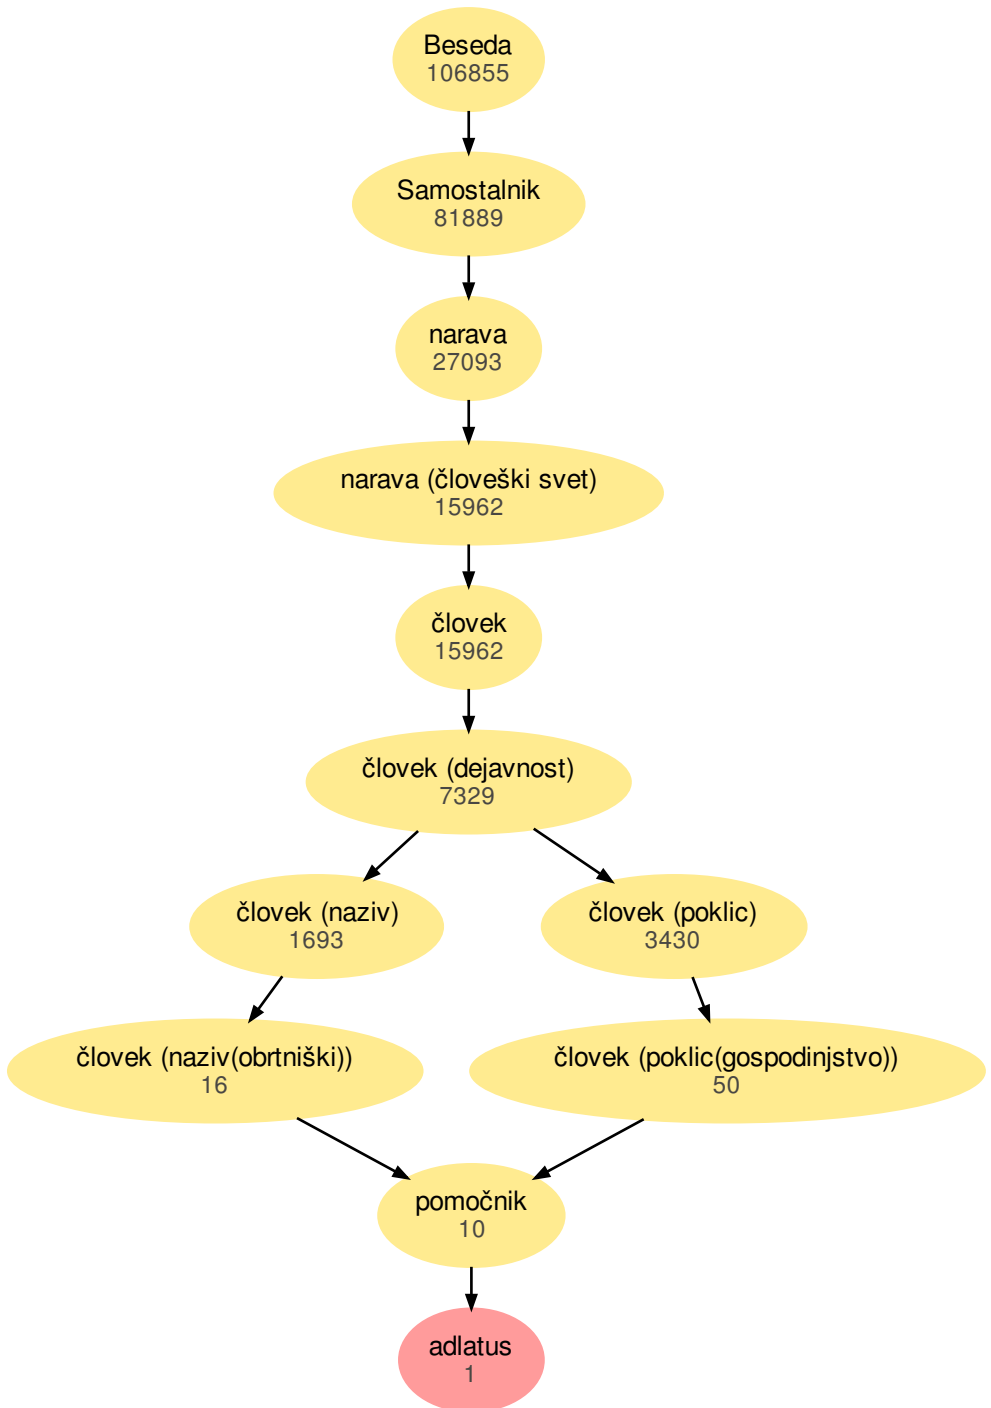 Beseda
106855
Samostalnik
81889
narava
27093
narava (človeški svet)
15962
človek
15962
človek (dejavnost)
7329
človek (naziv)
1693
človek (poklic)
3430
človek (naziv(obrtniški))
16
človek (poklic(gospodinjstvo))
50
pomočnik
10
adlatus
1